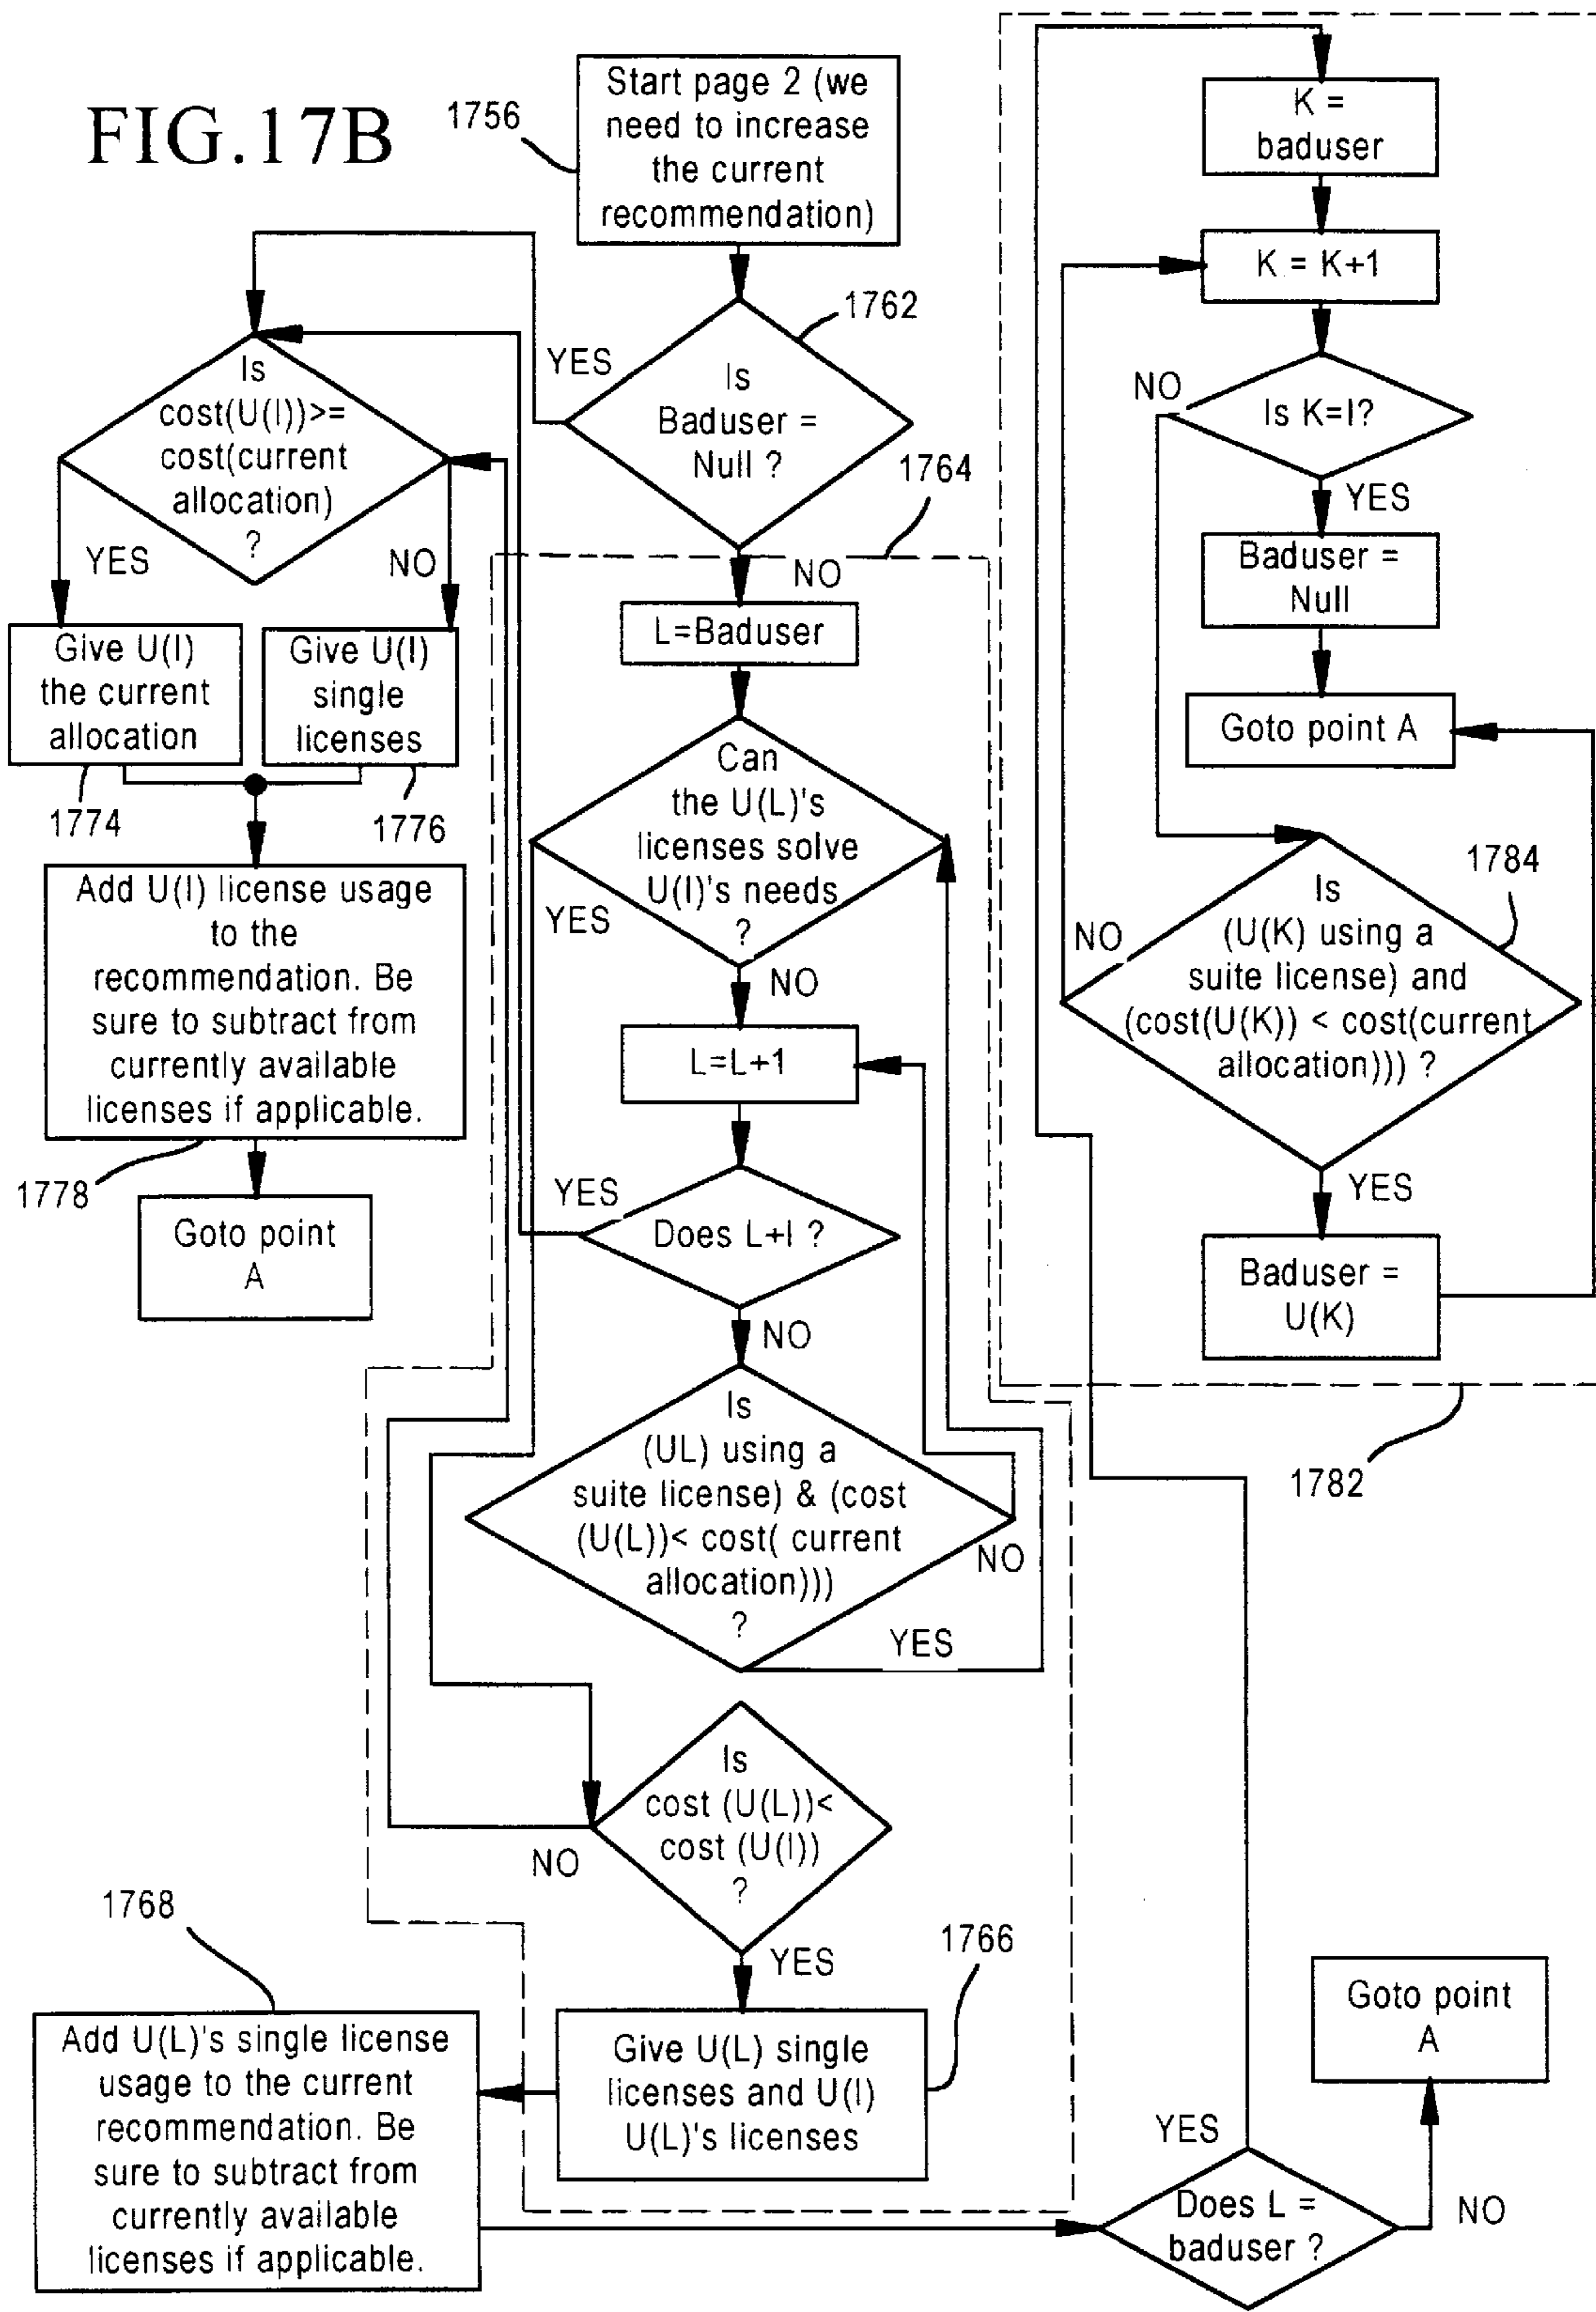 FIG.17B
1756
Start page 2 (we
need to increase
the current
recommendation)
1762
Is
Baduser =
Null ?
YES
NO
1764
Is
cost(U(I))>=
cost(current
allocation)
?
YES
NO
Give U(I)
the current
allocation
1774
Give U(I)
single
licenses
1776
Add U(I) license usage
to the
recommendation. Be
sure to subtract from
currently available
licenses if applicable.
1778
Goto point
A
L=Baduser
Can
the U(L)'s
licenses solve
U(I)'s needs
?
YES
NO
L=L+1
Does L+I ?
YES
NO
Is
(UL) using a
suite license) & (cost
(U(L))< cost( current
allocation)))
?
NO
YES
Is
cost (U(L))<
cost (U(I))
?
NO
YES
1766
Give U(L) single
licenses and U(I)
U(L)'s licenses
1768
Add U(L)'s single license
usage to the current
recommendation. Be
sure to subtract from
currently available
licenses if applicable.
Does L =
baduser ?
YES
NO
Goto point
A
K =
baduser
K = K+1
Is K=I?
NO
YES
Baduser =
Null
Goto point A
1784
Is
(U(K) using a
suite license) and
(cost(U(K)) < cost(current
allocation))) ?
NO
YES
Baduser =
U(K)
1782